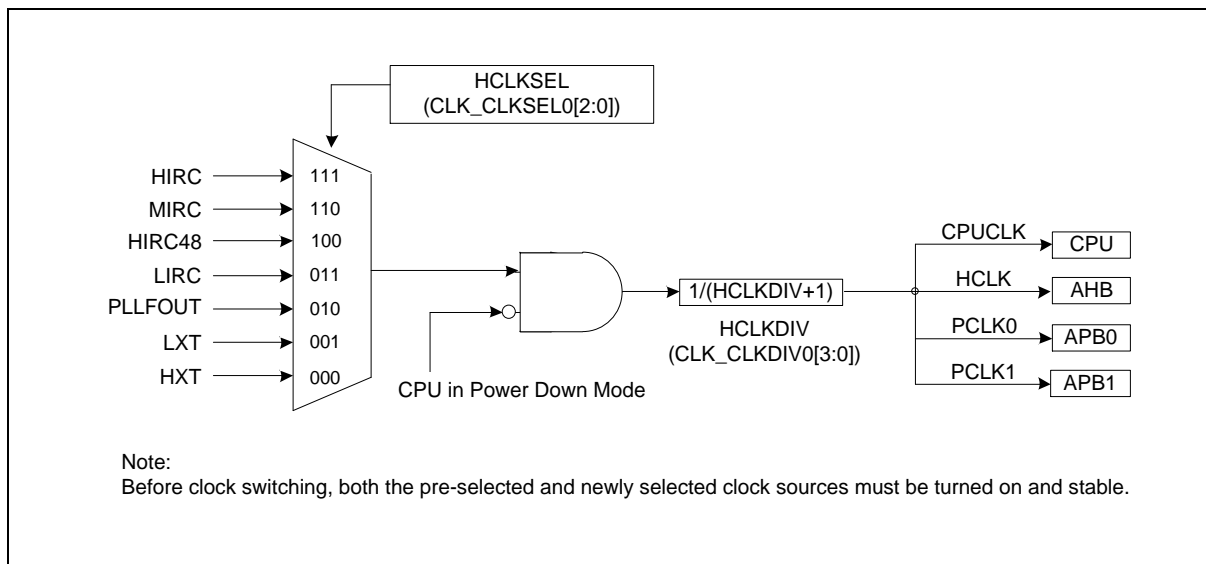 HCLKSEL
(CLK_CLKSEL0[2:0])
HIRC
111
MIRC
110
HIRC48
100
LIRC
011
PLLFOUT
010
LXT
001
HXT
000
CPU in Power Down Mode
1/(HCLKDIV+1)
HCLKDIV
(CLK_CLKDIV0[3:0])
CPUCLK
CPU
HCLK
AHB
PCLK0
APB0
PCLK1
APB1
Note:
Before clock switching, both the pre-selected and newly selected clock sources must be turned on and stable.